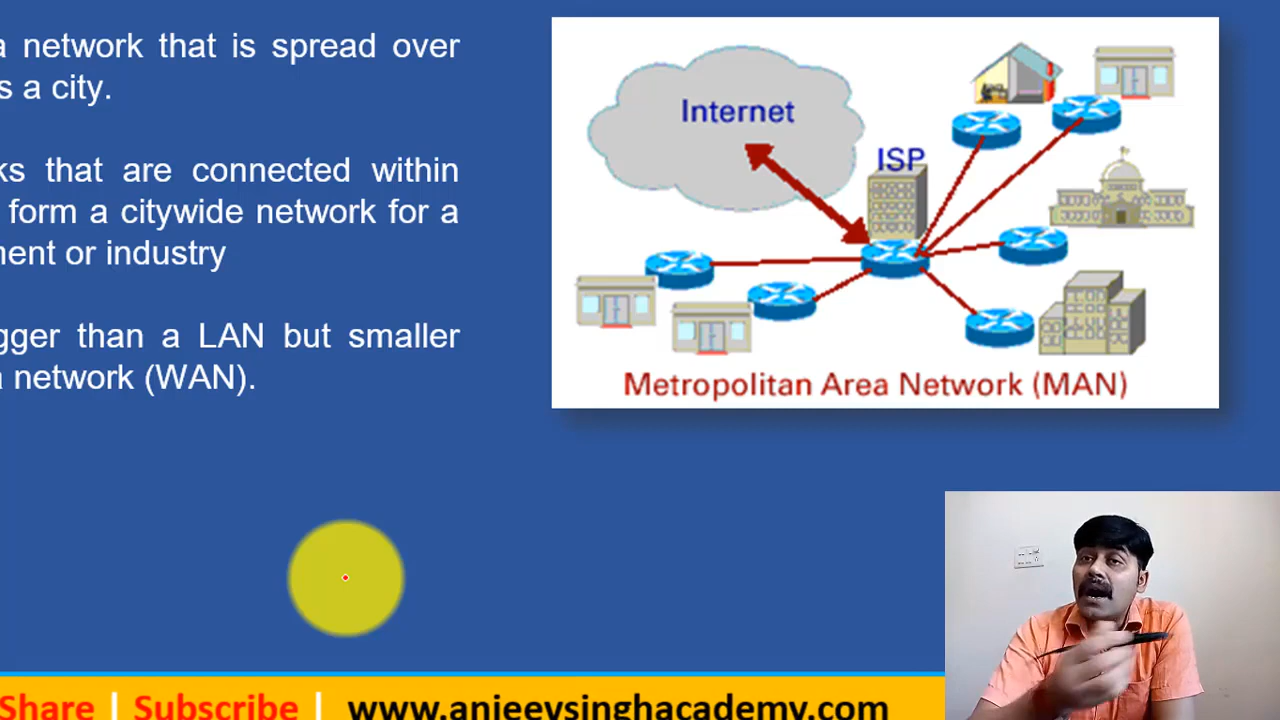 a network that is spread over
s a city.
ks that are connected within
form a citywide network for a
nent or industry
gger than a LAN but smaller
a network (WAN).
Internet
ISP
Metropolitan Area Network (MAN)
Share | Subscribe | www.anjeevsinghacademy.com